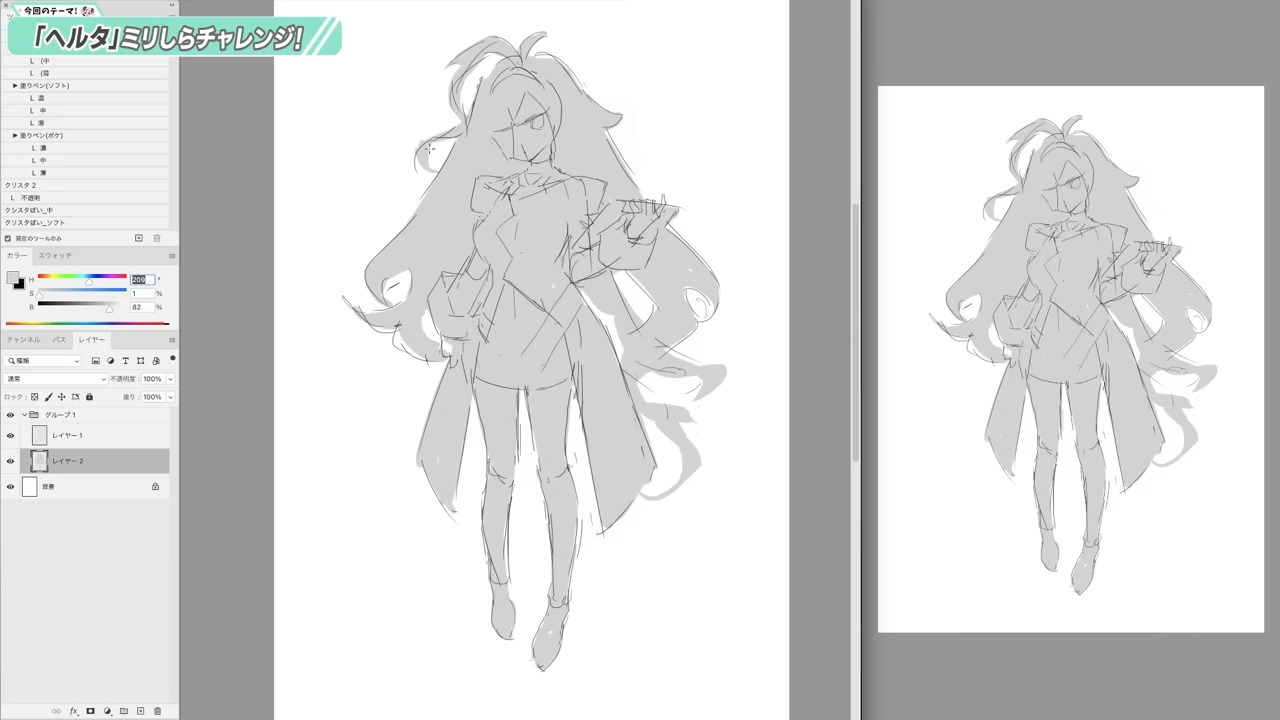 今回のテーマ!
「ヘルタ」ミリしらチャレンジ!
L (中
L (薄
▶ 塗りペン(ソフト)
L 濃
L 中
L 薄
▶ 塗りペン(ボケ)
L 濃
L 中
L 薄
クリスタ 2
L 不透明
クシスタぽい_中
クリスタぽい_ソフト
現在のツールのみ
カラー スウォッチ
H 209 °
S 1 %
B 82 %
チャンネル パス レイヤー
種類
通常 不透明度: 100%
ロック: 塗り: 100%
グループ 1
レイヤー 1
レイヤー 2
背景
fx